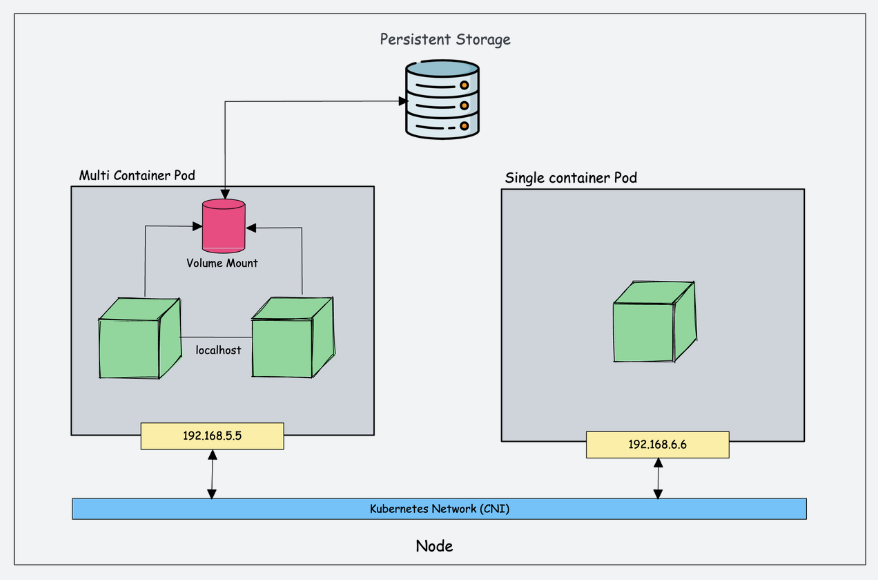 Persistent Storage
Multi Container Pod
Single container Pod
Volume Mount
localhost
192.168.5.5
192.168.6.6
Kubernetes Network (CNI)
Node